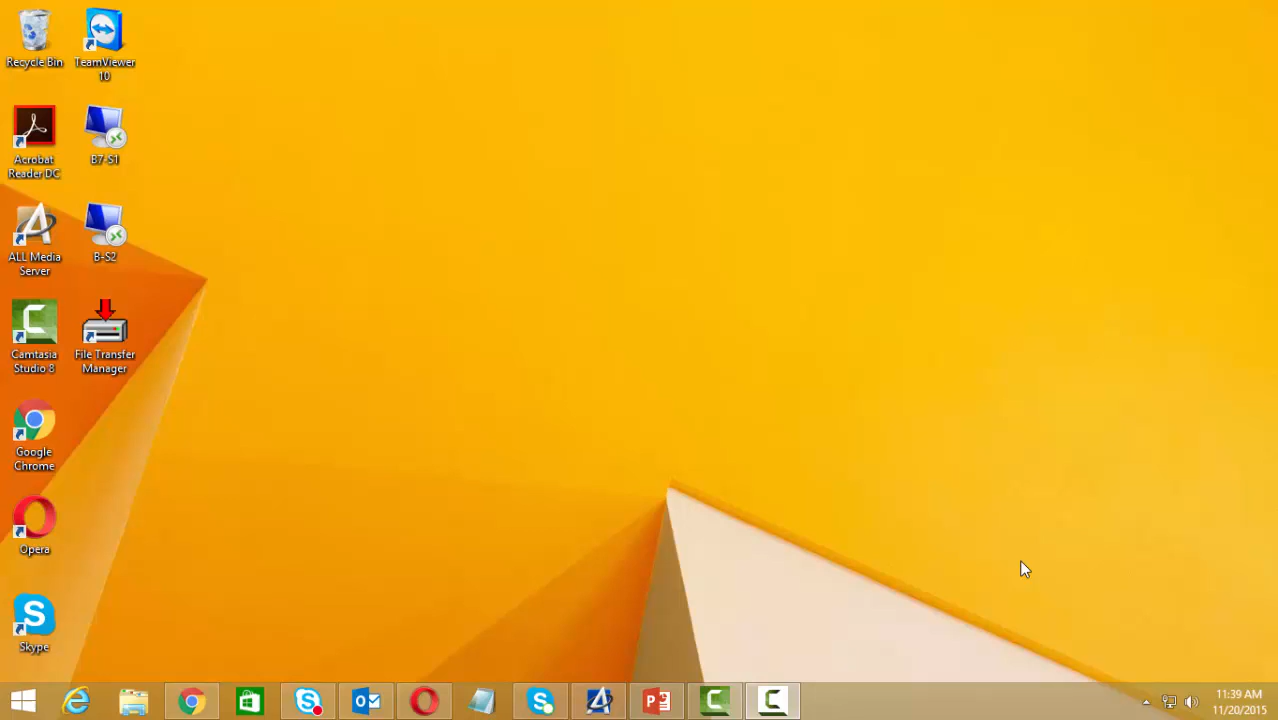 Recycle Bin
TeamViewer
10
Acrobat
Reader DC
B7-S1
ALL Media
Server
B-S2
Camtasia
Studio 8
File Transfer
Manager
Google
Chrome
Opera
Skype
11:39 AM
11/20/2015